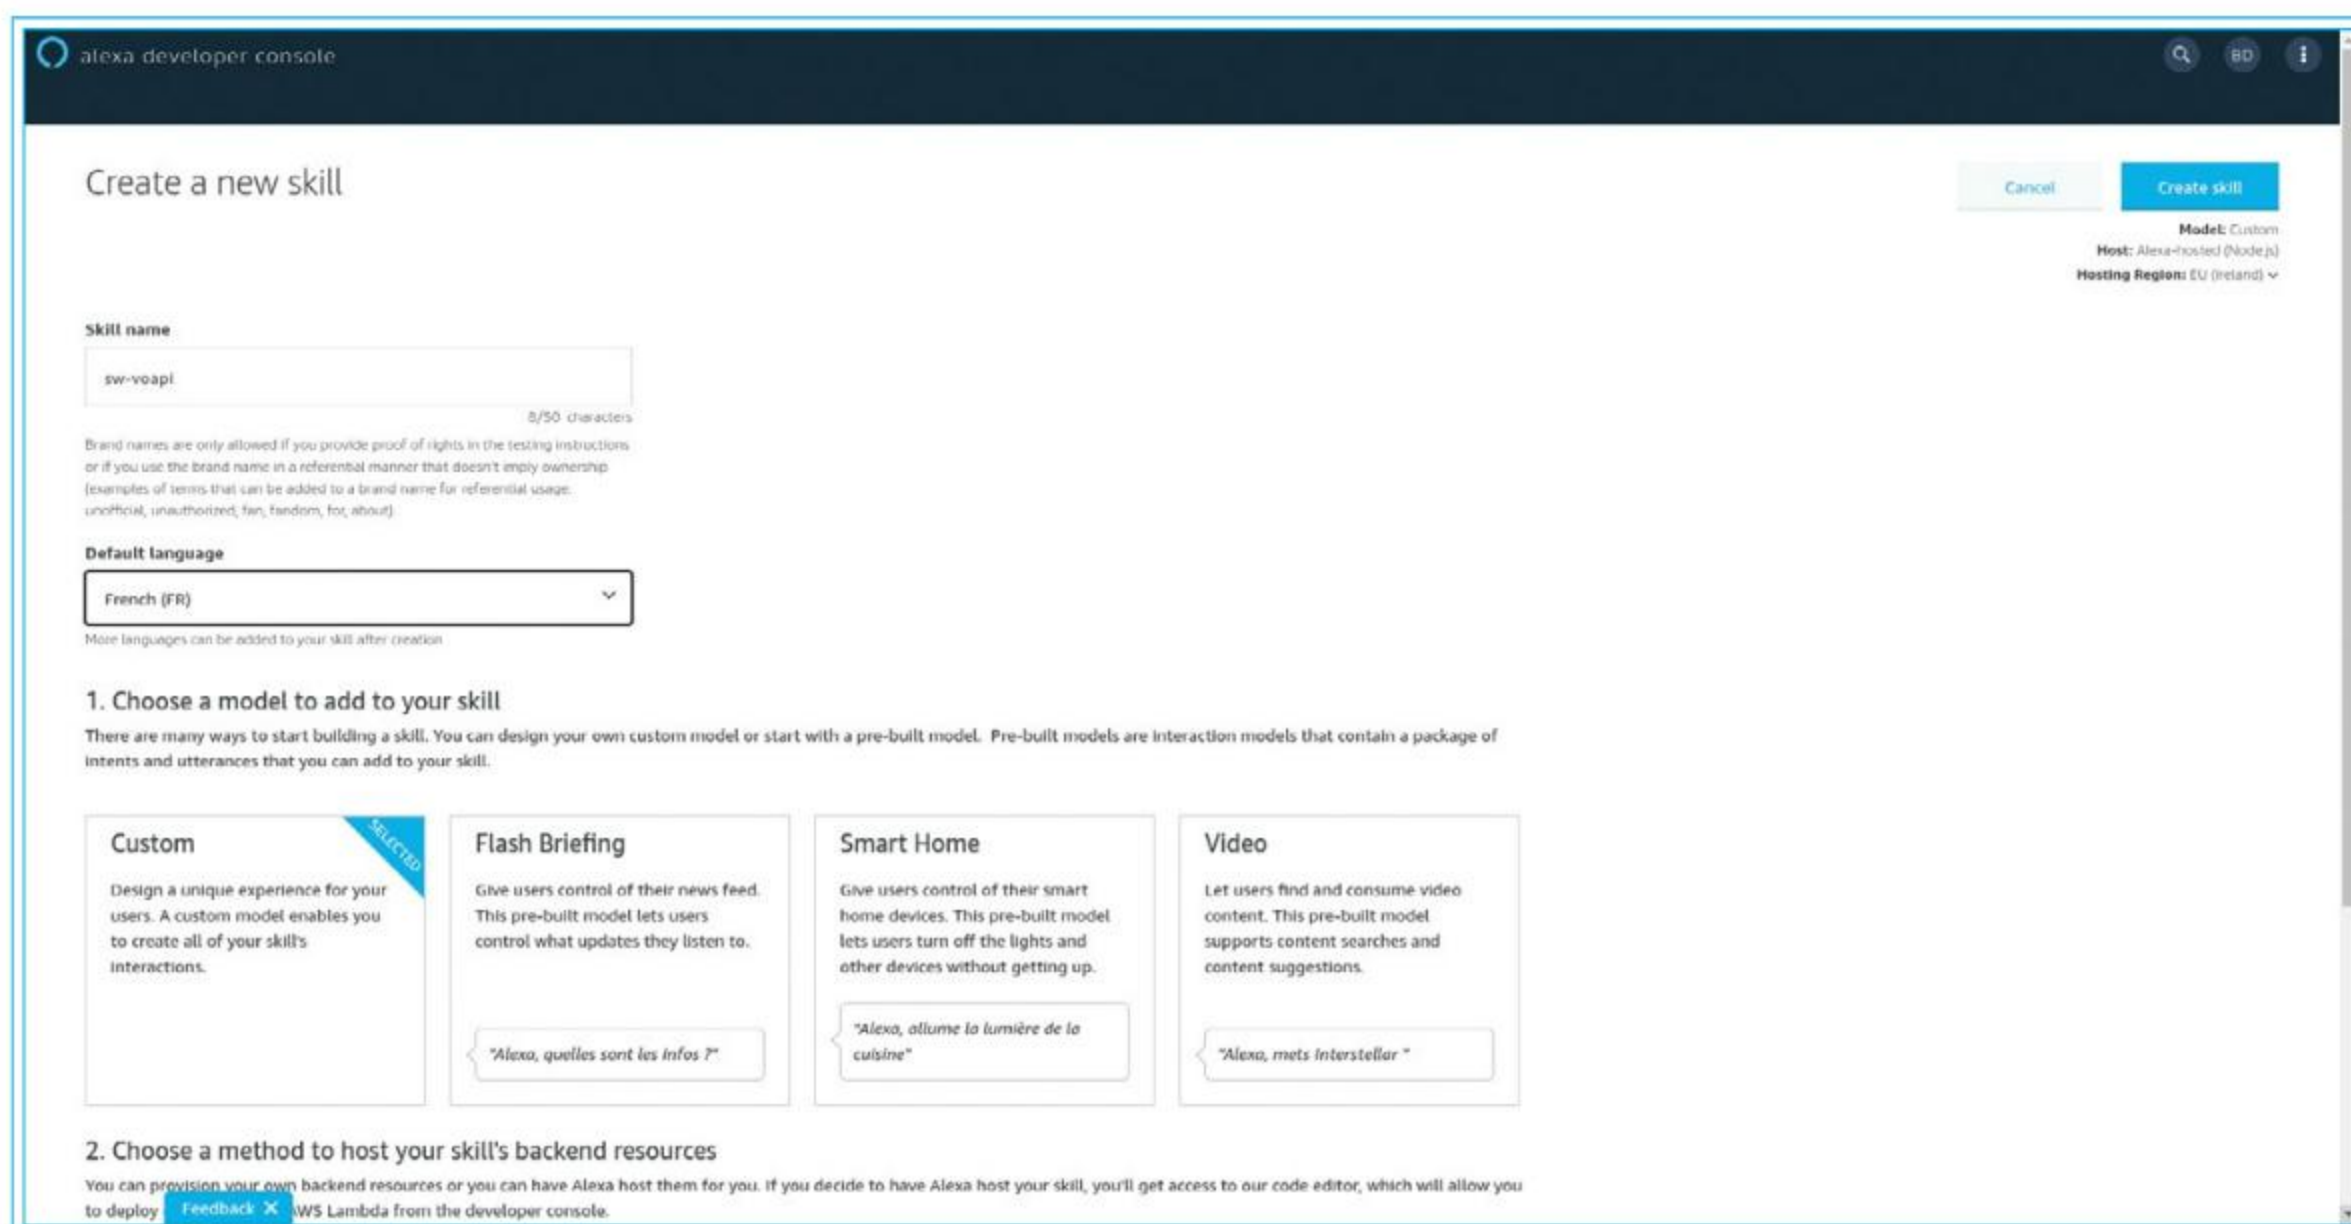 alexa developer console
BD
Create a new skill
Cancel
Create skill
Model: Custom
Host: Alexa-hosted (Node.js)
Hosting Region: EU (Ireland)
Skill name
sw-voapi
8/50 characters
Brand names are only allowed if you provide proof of rights in the testing instructions
or if you use the brand name in a referential manner that doesn't imply ownership
(examples of terms that can be added to a brand name for referential usage:
unofficial, unauthorized, fan, fandom, for, about).
Default language
French (FR)
More languages can be added to your skill after creation
1. Choose a model to add to your skill
There are many ways to start building a skill. You can design your own custom model or start with a pre-built model. Pre-built models are interaction models that contain a package of
intents and utterances that you can add to your skill.
Custom
SELECTED
Design a unique experience for your
users. A custom model enables you
to create all of your skill's
interactions.
Flash Briefing
Give users control of their news feed.
This pre-built model lets users
control what updates they listen to.
"Alexa, quelles sont les infos ?"
Smart Home
Give users control of their smart
home devices. This pre-built model
lets users turn off the lights and
other devices without getting up.
"Alexa, allume la lumière de la
cuisine"
Video
Let users find and consume video
content. This pre-built model
supports content searches and
content suggestions.
"Alexa, mets Interstellar "
2. Choose a method to host your skill's backend resources
You can provision your own backend resources or you can have Alexa host them for you. If you decide to have Alexa host your skill, you'll get access to our code editor, which will allow you
to deploy WS Lambda from the developer console.
Feedback X